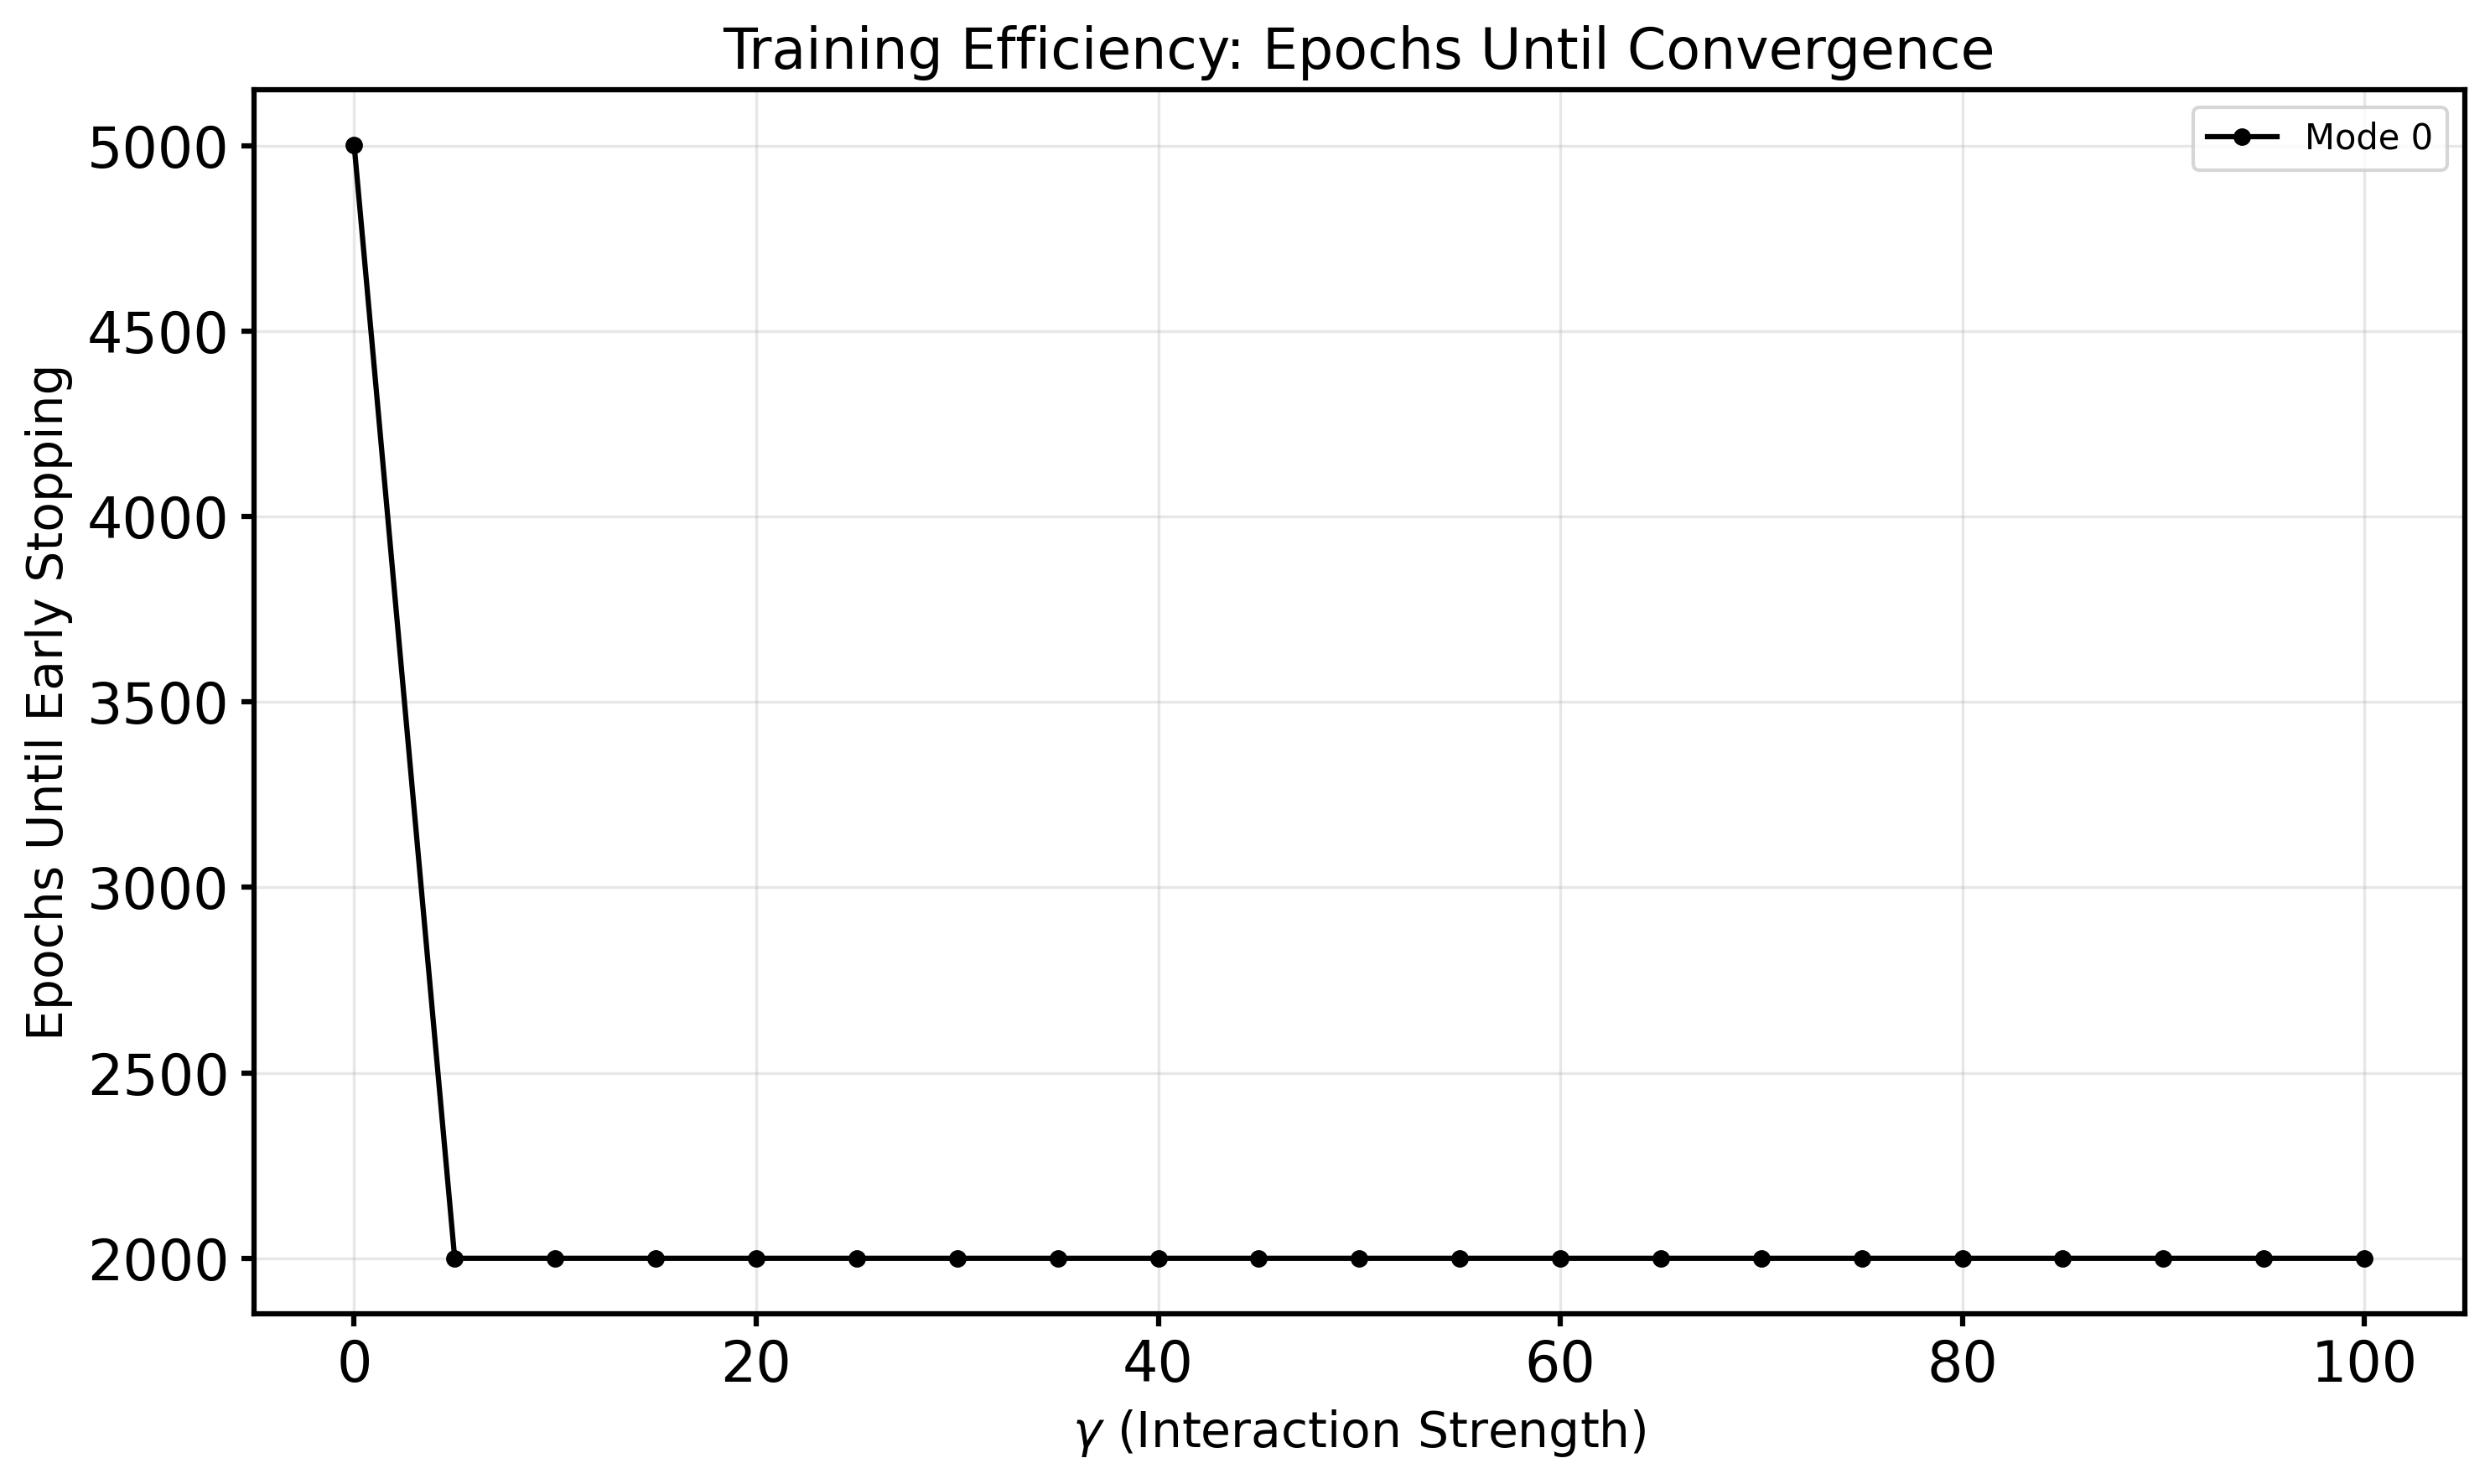 Training Efficiency: Epochs Until Convergence
Mode 0
Epochs Until Early Stopping
5000
4500
4000
3500
3000
2500
2000
0 20 40 60 80 100
γ (Interaction Strength)